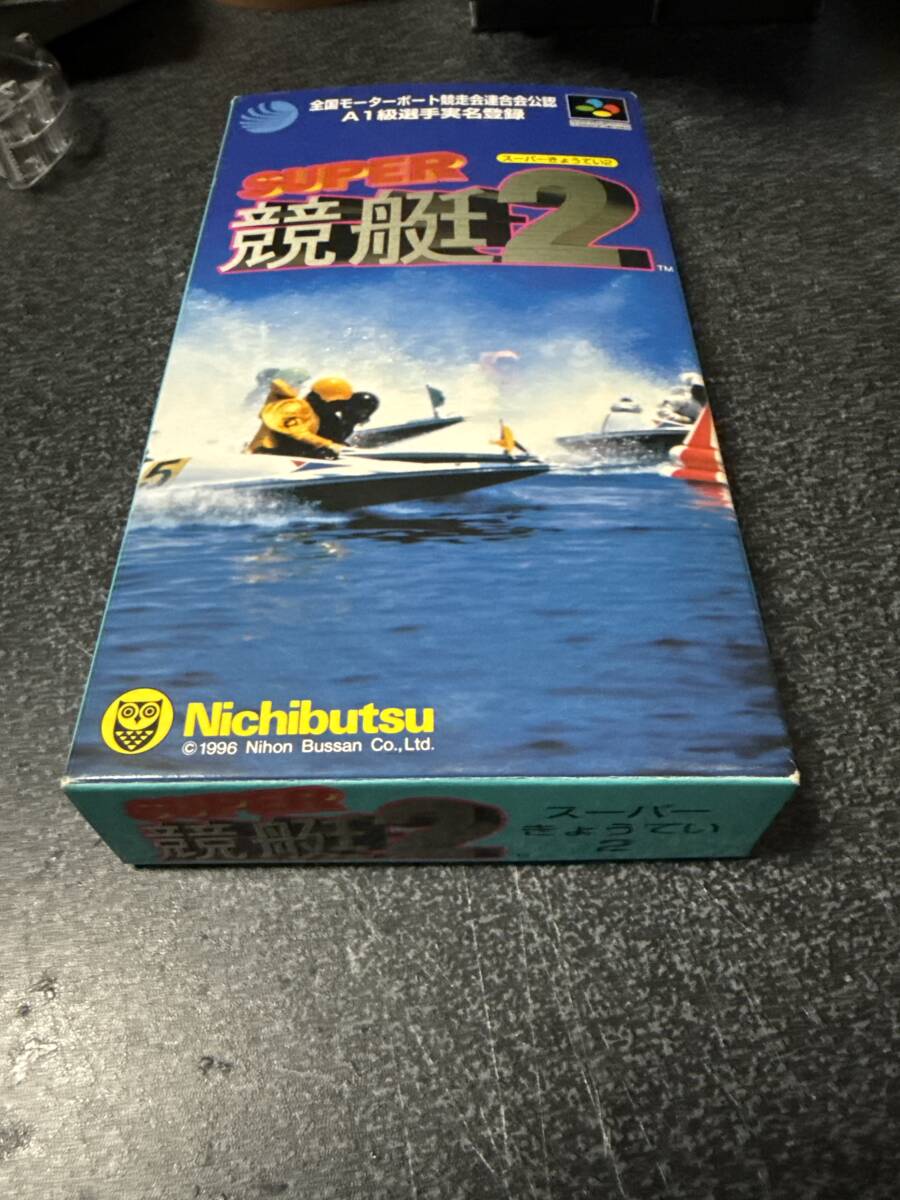 全国モーターボート競走会連合会公認
A1級選手実名登録
スーパーきょうてい2
SUPER
競艇2
TM
5
Nichibutsu
©1996 Nihon Bussan Co.,Ltd.
SUPER
競艇2
スーパー
きょうてい
2